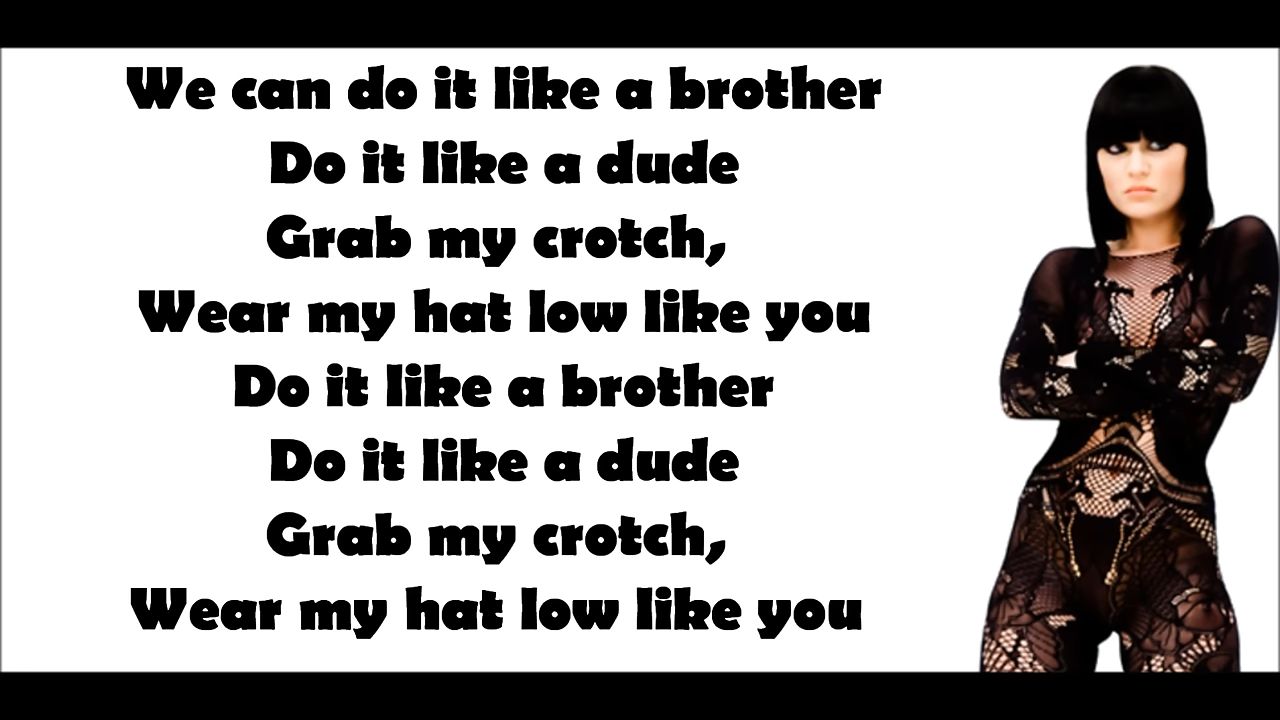 We can do it like a brother
Do it like a dude
Grab my crotch,
Wear my hat low like you
Do it like a brother
Do it like a dude
Grab my crotch,
Wear my hat low like you